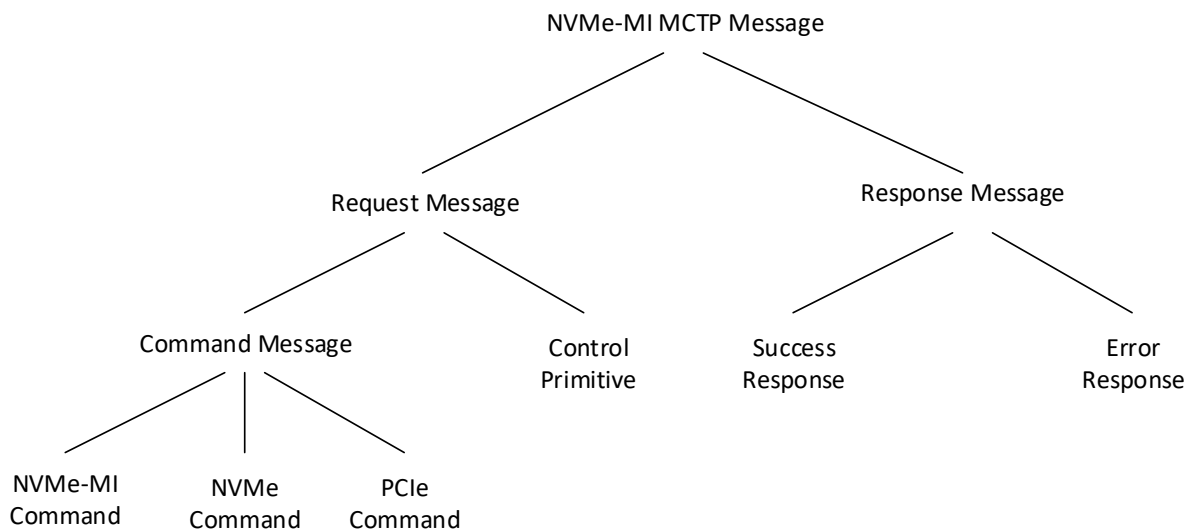 NVMe-MI MCTP Message
Request Message
Response Message
Command Message
Control
Primitive
Success
Response
Error
Response
NVMe-MI
Command
NVMe
Command
PCIe
Command